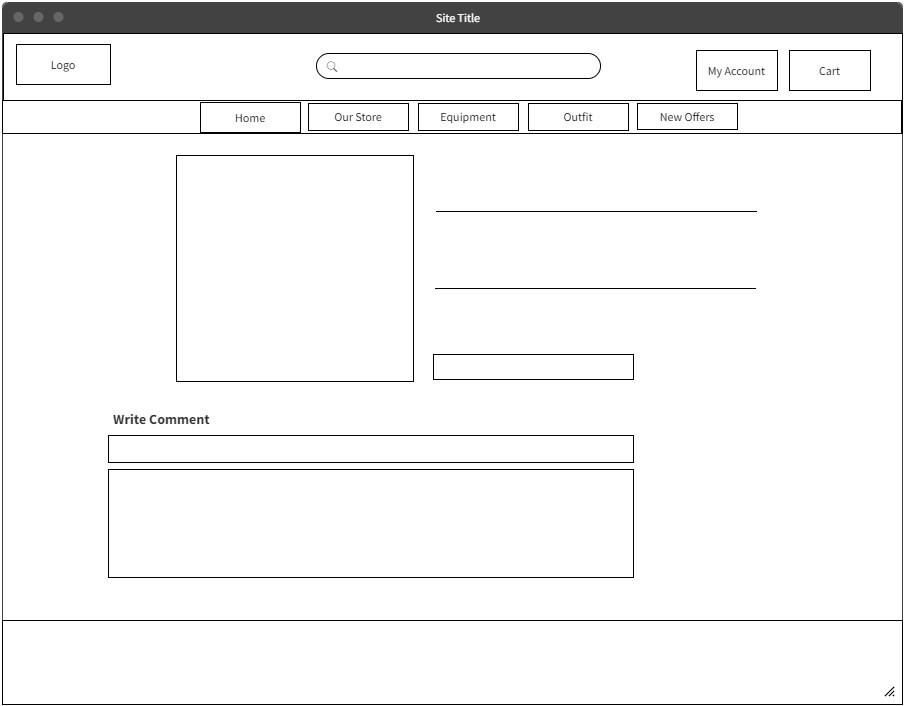 Site Title
Logo
My Account
Cart
Home
Our Store
Equipment
Outfit
New Offers
Write Comment